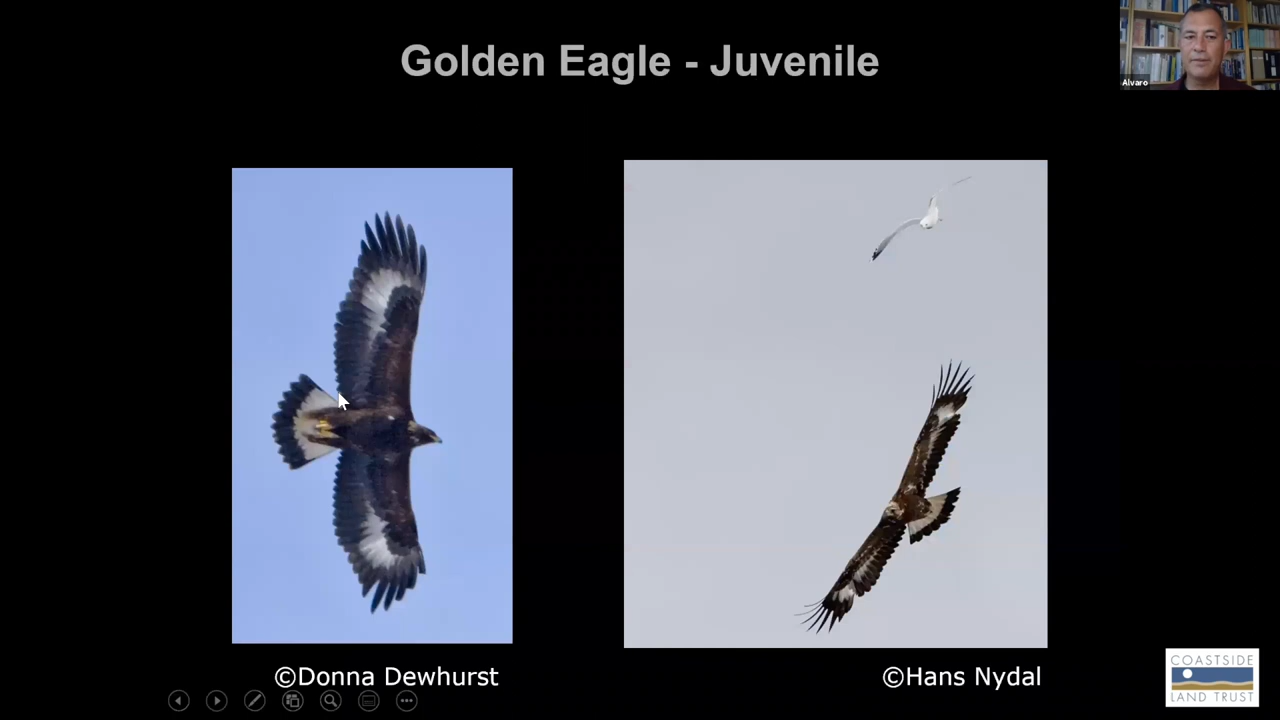 Golden Eagle - Juvenile
Alvaro
©Donna Dewhurst
©Hans Nydal
COASTSIDE
LAND TRUST